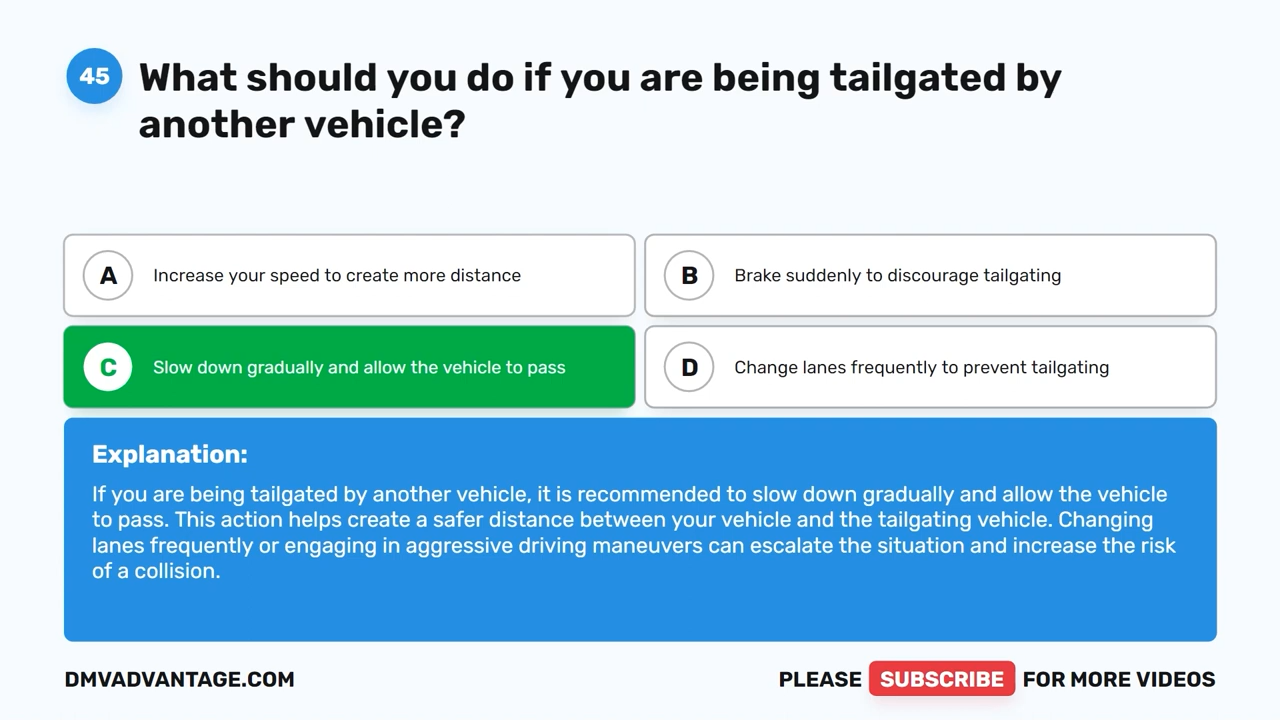 45
What should you do if you are being tailgated by
another vehicle?
A
Increase your speed to create more distance
B
Brake suddenly to discourage tailgating
C
Slow down gradually and allow the vehicle to pass
D
Change lanes frequently to prevent tailgating
Explanation:
If you are being tailgated by another vehicle, it is recommended to slow down gradually and allow the vehicle
to pass. This action helps create a safer distance between your vehicle and the tailgating vehicle. Changing
lanes frequently or engaging in aggressive driving maneuvers can escalate the situation and increase the risk
of a collision.
DMVADVANTAGE.COM
PLEASE SUBSCRIBE FOR MORE VIDEOS